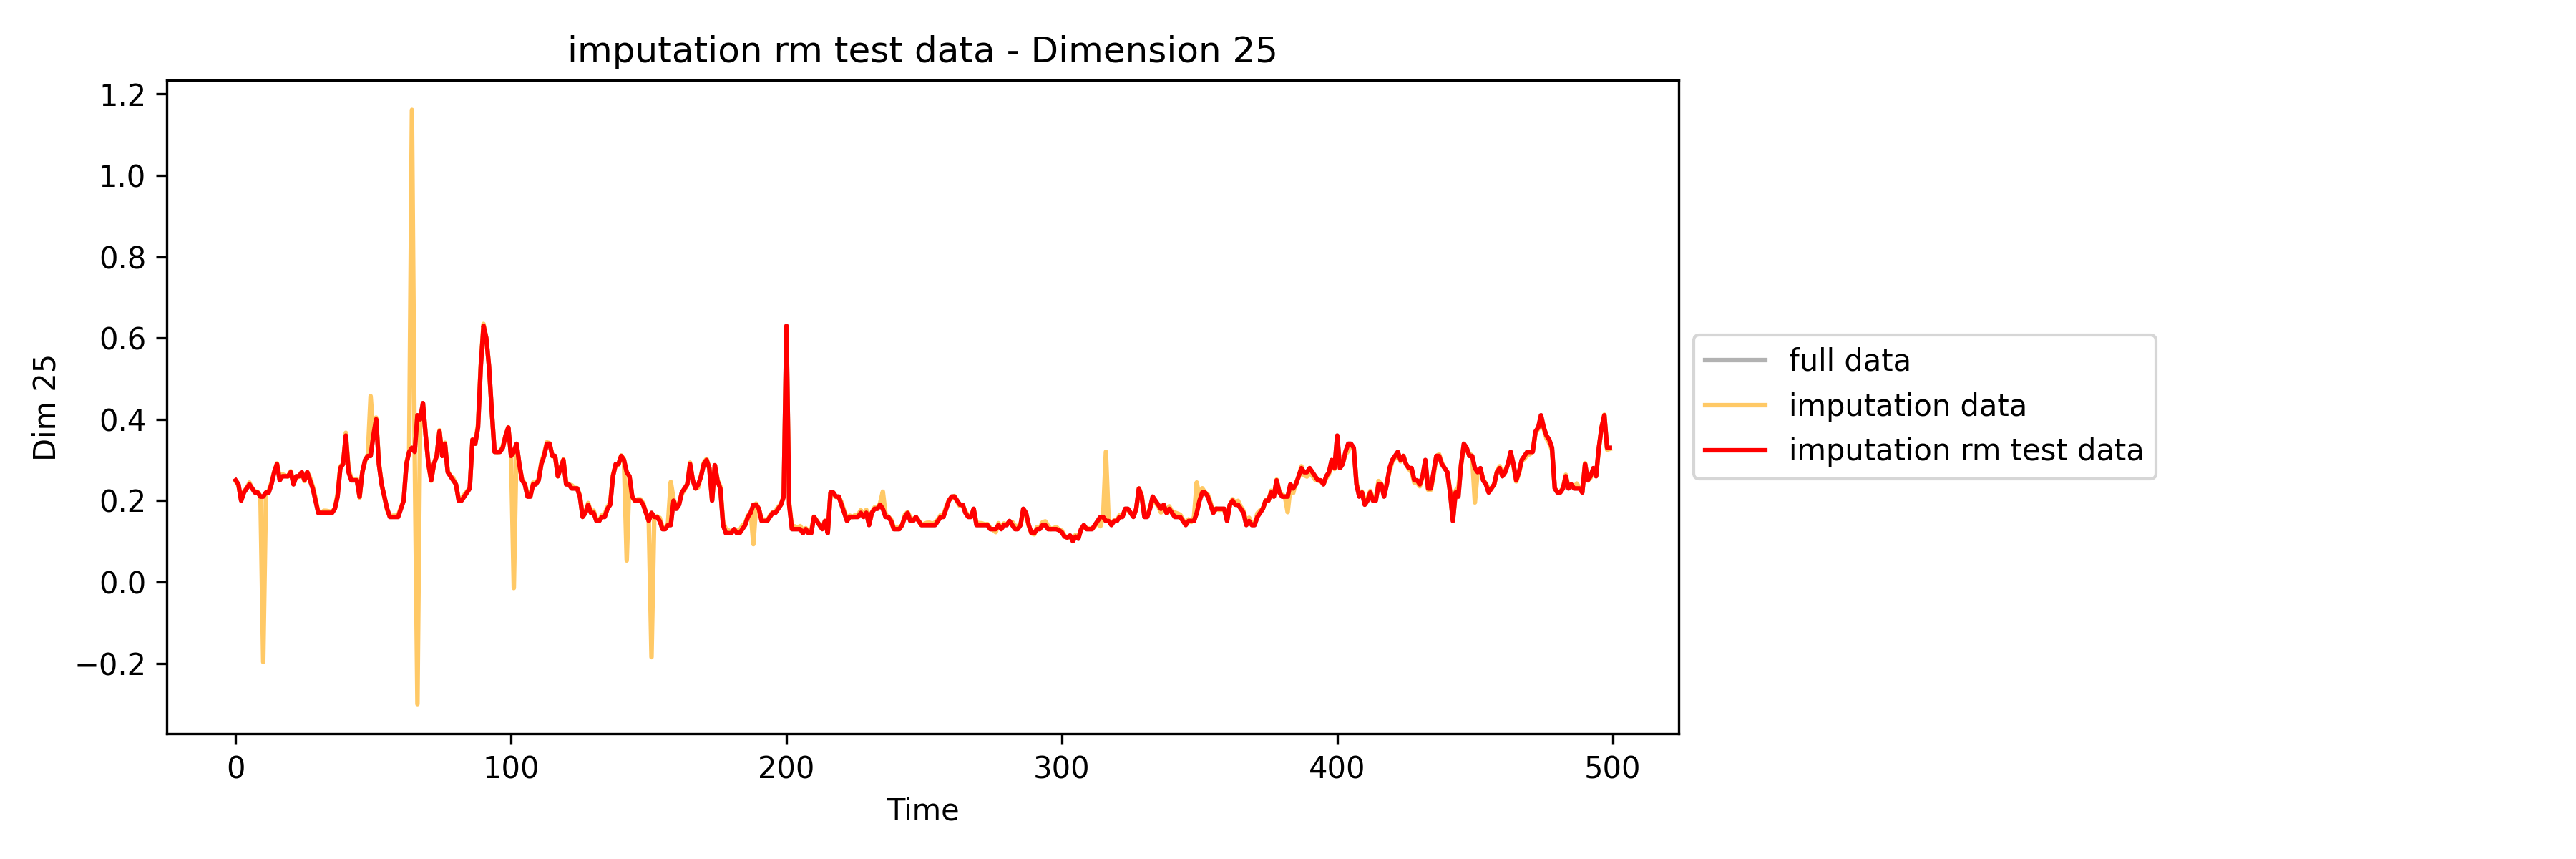 imputation rm test data - Dimension 25
1.2
1.0
0.8
0.6
0.4
0.2
0.0
−0.2
Dim 25
0 100 200 300 400 500
Time
full data
imputation data
imputation rm test data